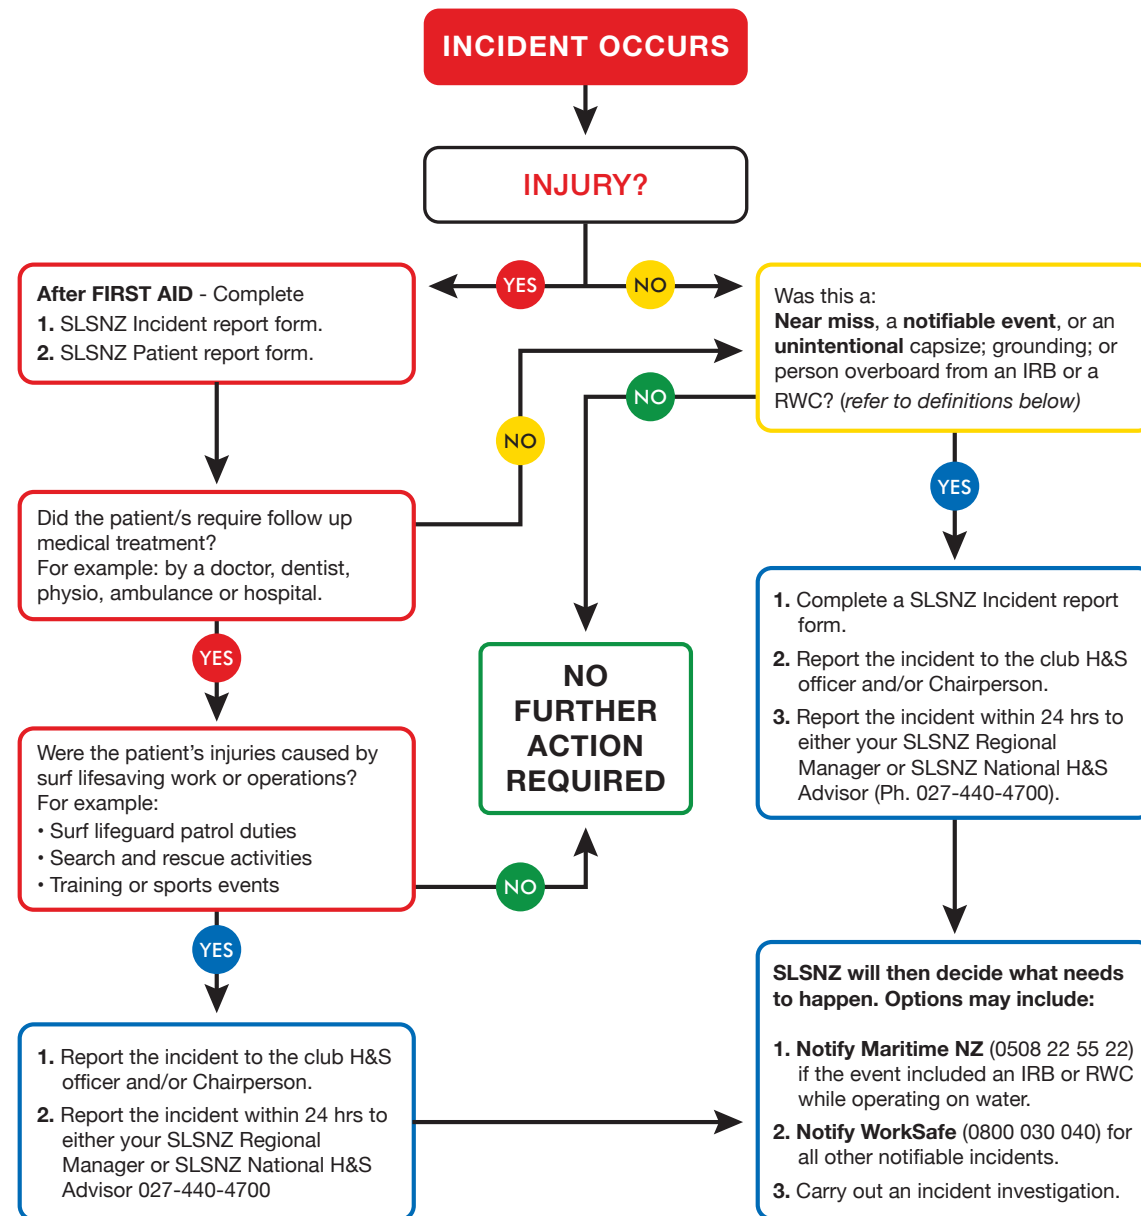 INCIDENT OCCURS
INJURY?
YES
NO
After FIRST AID - Complete
1. SLSNZ Incident report form.
2. SLSNZ Patient report form.
Was this a:
Near miss, a notifiable event, or an
unintentional capsize; grounding; or
person overboard from an IRB or a
RWC? (refer to definitions below)
NO
NO
YES
Did the patient/s require follow up
medical treatment?
For example: by a doctor, dentist,
physio, ambulance or hospital.
YES
1. Complete a SLSNZ Incident report
form.
2. Report the incident to the club H&S
officer and/or Chairperson.
3. Report the incident within 24 hrs to
either your SLSNZ Regional
Manager or SLSNZ National H&S
Advisor (Ph. 027-440-4700).
NO
FURTHER
ACTION
REQUIRED
Were the patient's injuries caused by
surf lifesaving work or operations?
For example:
• Surf lifeguard patrol duties
• Search and rescue activities
• Training or sports events
NO
YES
1. Report the incident to the club H&S
officer and/or Chairperson.
2. Report the incident within 24 hrs to
either your SLSNZ Regional
Manager or SLSNZ National H&S
Advisor 027-440-4700
SLSNZ will then decide what needs
to happen. Options may include:
1. Notify Maritime NZ (0508 22 55 22)
if the event included an IRB or RWC
while operating on water.
2. Notify WorkSafe (0800 030 040) for
all other notifiable incidents.
3. Carry out an incident investigation.